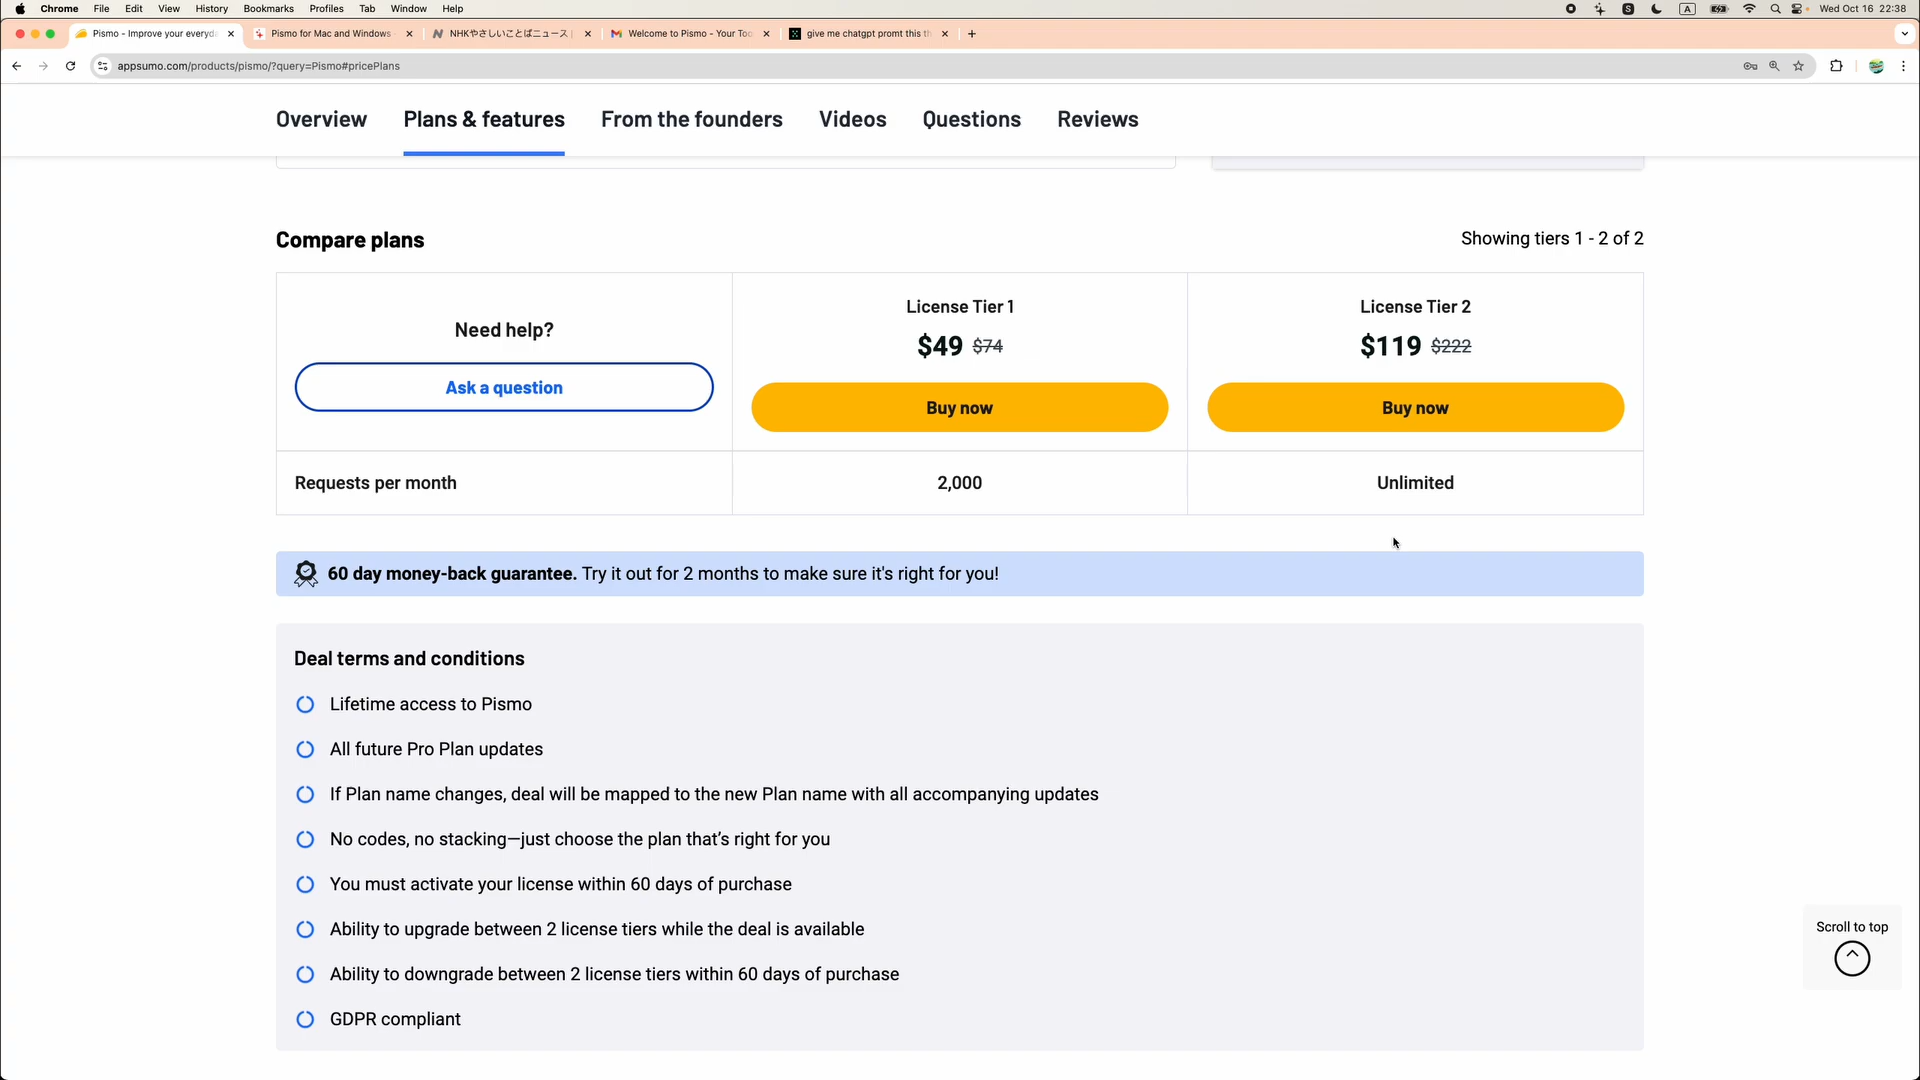 Chrome File Edit View History Bookmarks Profiles Tab Window Help
Wed Oct 16 22:38
Pismo - Improve your everyda
Pismo for Mac and Windows
NHKやさしいことばニュース
Welcome to Pismo - Your Too
give me chatgpt promt this th
appsumo.com/products/pismo/?query=Pismo#pricePlans
Overview Plans & features From the founders Videos Questions Reviews
Compare plans
Showing tiers 1 - 2 of 2
Need help?
Ask a question
License Tier 1
$49 $74
Buy now
License Tier 2
$119 $222
Buy now
Requests per month 2,000 Unlimited
60 day money-back guarantee. Try it out for 2 months to make sure it's right for you!
Deal terms and conditions
Lifetime access to Pismo
All future Pro Plan updates
If Plan name changes, deal will be mapped to the new Plan name with all accompanying updates
No codes, no stacking—just choose the plan that’s right for you
You must activate your license within 60 days of purchase
Ability to upgrade between 2 license tiers while the deal is available
Ability to downgrade between 2 license tiers within 60 days of purchase
GDPR compliant
Scroll to top